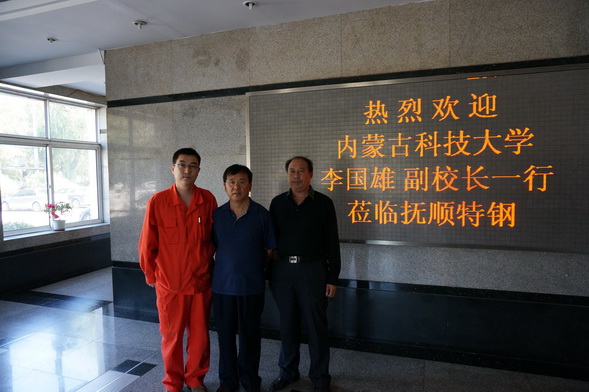 热烈欢迎
内蒙古科技大学
李国雄 副校长一行
莅临抚顺特钢